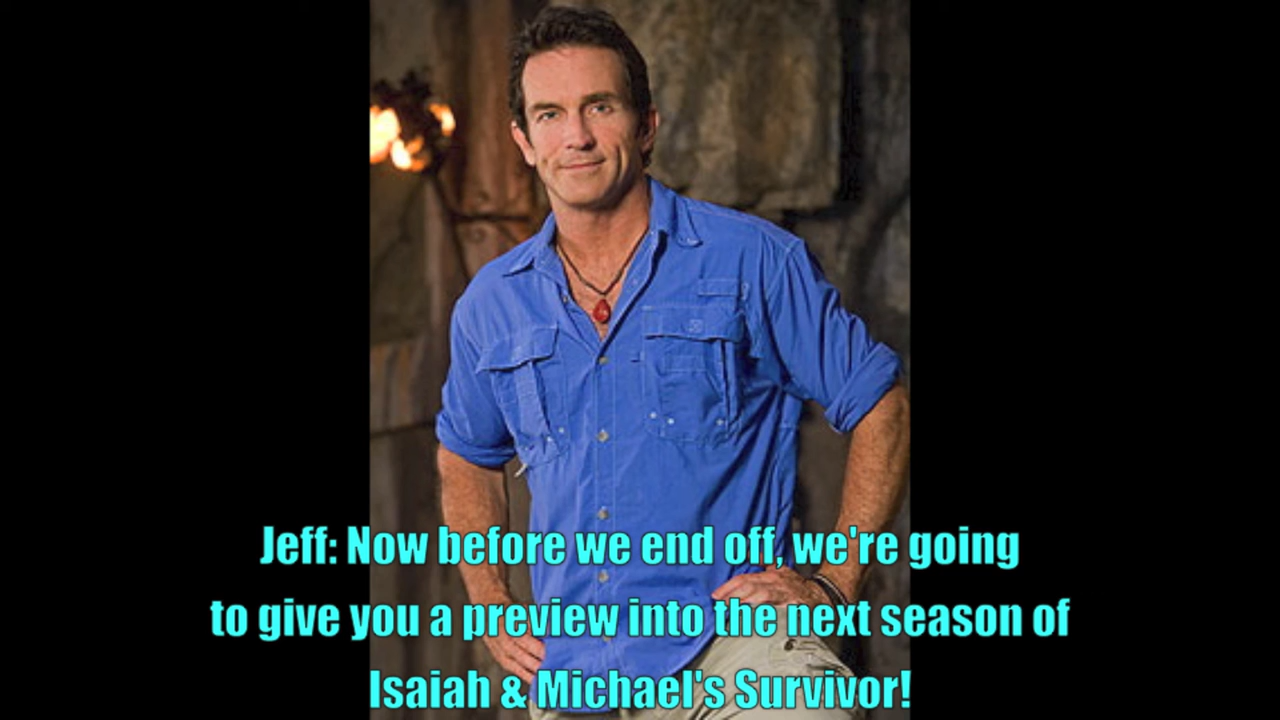 Jeff: Now before we end off, we're going
to give you a preview into the next season of
Isaiah & Michael's Survivor!